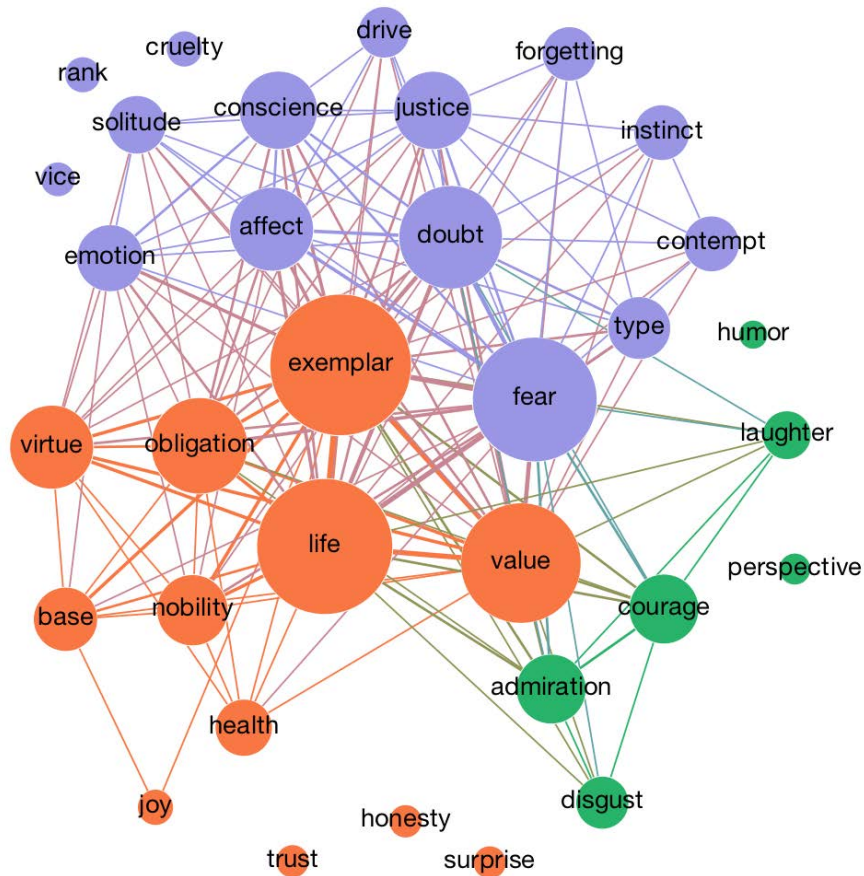 drive
cruelty
forgetting
rank
conscience
justice
solitude
instinct
vice
affect
doubt
contempt
emotion
type
humor
exemplar
fear
laughter
virtue
obligation
life
value
perspective
base
nobility
courage
admiration
health
joy
disgust
honesty
trust
surprise